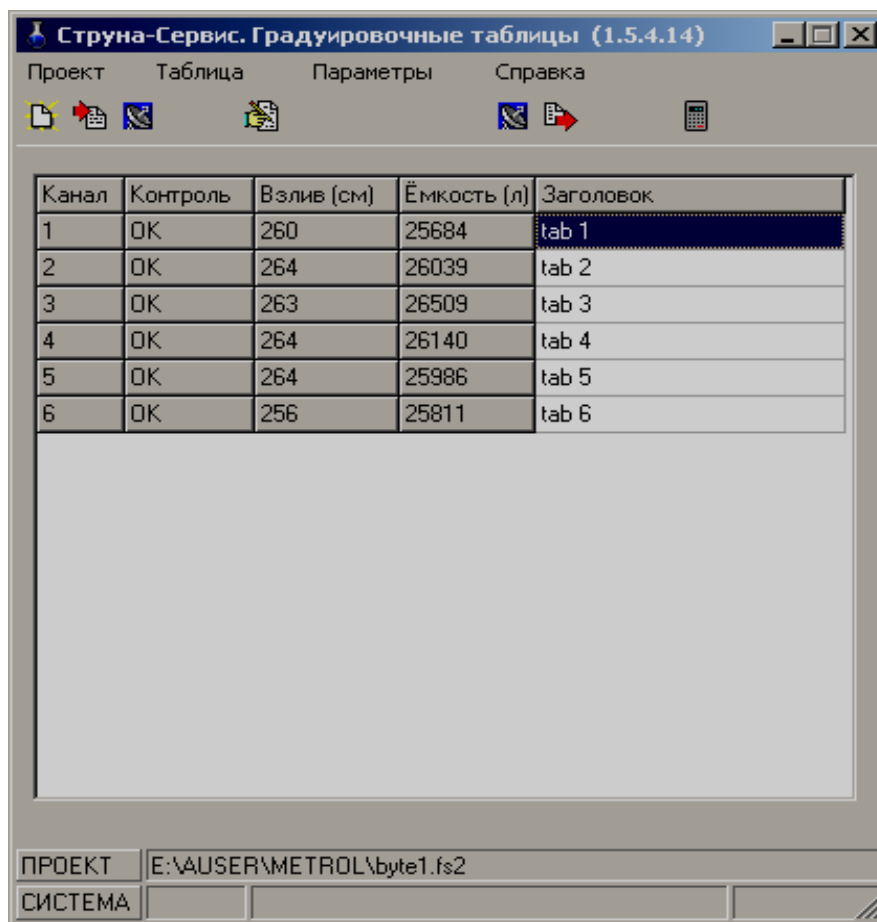 Струна-Сервис. Градуировочные таблицы (1.5.4.14)
Проект Таблица Параметры Справка
Канал Контроль Взлив (см) Ёмкость (л) Заголовок
1 OK 260 25684 tab 1
2 OK 264 26039 tab 2
3 OK 263 26509 tab 3
4 OK 264 26140 tab 4
5 OK 264 25986 tab 5
6 OK 256 25811 tab 6
ПРОЕКТ E:\AUSER\METROL\byte1.fs2
СИСТЕМА